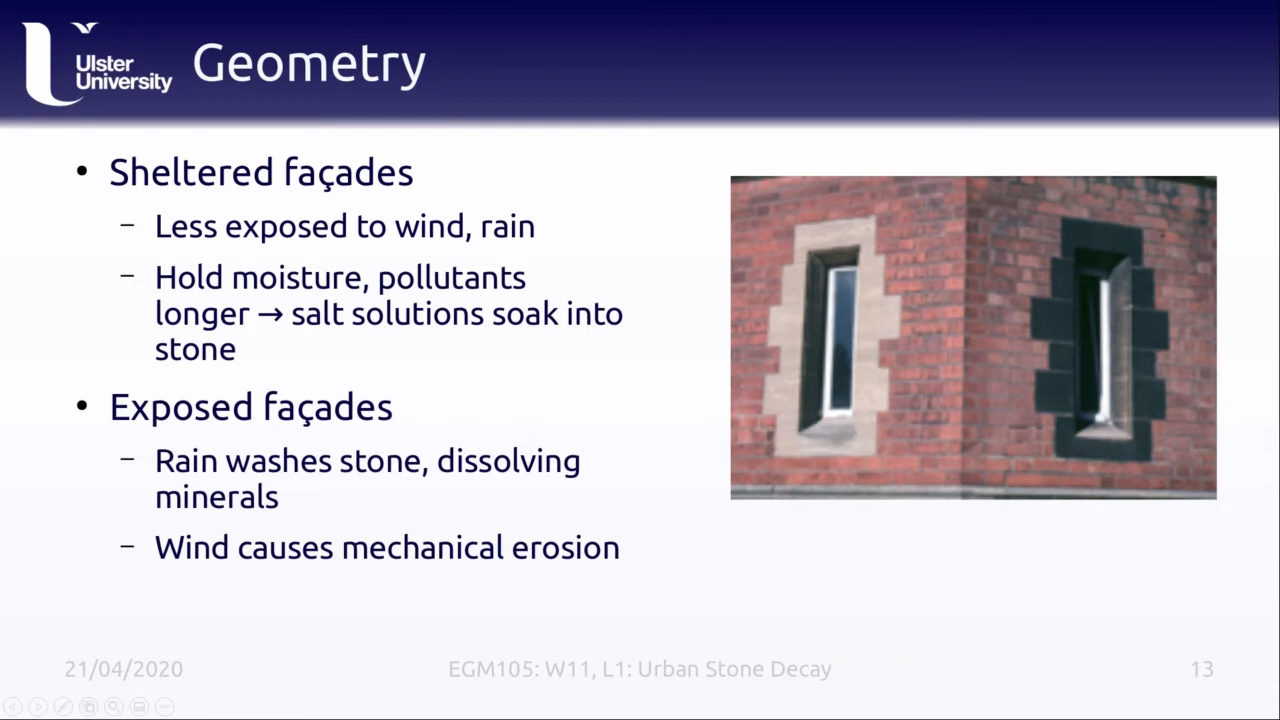 Ulster
University
Geometry
• Sheltered façades
– Less exposed to wind, rain
– Hold moisture, pollutants
longer → salt solutions soak into
stone
• Exposed façades
– Rain washes stone, dissolving
minerals
– Wind causes mechanical erosion
21/04/2020
EGM105: W11, L1: Urban Stone Decay
13